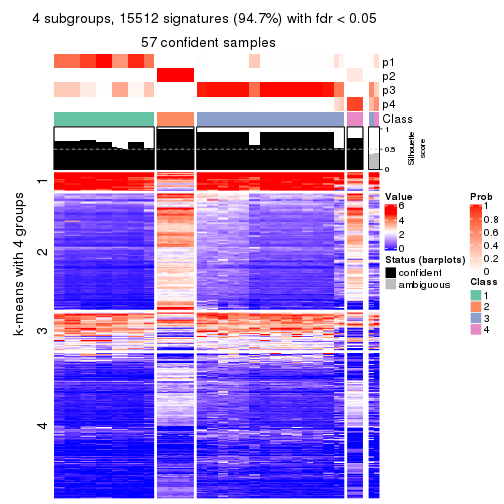 4 subgroups, 15512 signatures (94.7%) with fdr < 0.05
57 confident samples
p1
p2
p3
p4
Class
1
0.5
0
Silhouette
score
k-means with 4 groups
1
2
3
4
Value
6
4
2
0
Status (barplots)
confident
ambiguous
Prob
1
0.8
0.6
0.4
0.2
0
Class
1
2
3
4